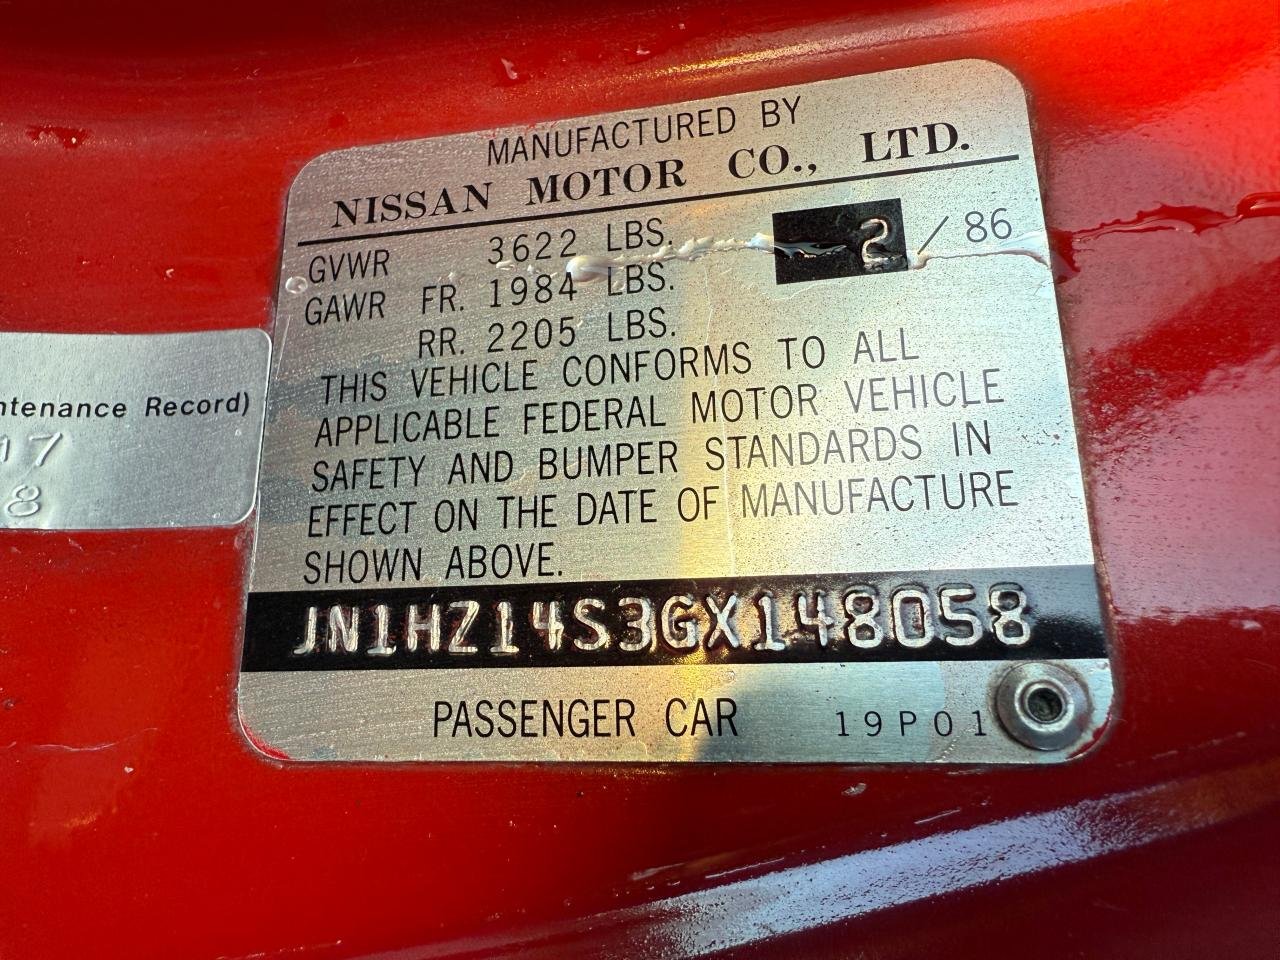 MANUFACTURED BY
NISSAN MOTOR CO., LTD.
GVWR 3622 LBS. 2 / 86
GAWR FR. 1984 LBS.
RR. 2205 LBS.
THIS VEHICLE CONFORMS TO ALL
APPLICABLE FEDERAL MOTOR VEHICLE
SAFETY AND BUMPER STANDARDS IN
EFFECT ON THE DATE OF MANUFACTURE
SHOWN ABOVE.
JN1HZ14S3GX148058
PASSENGER CAR 19P01
ntenance Record)
17
8